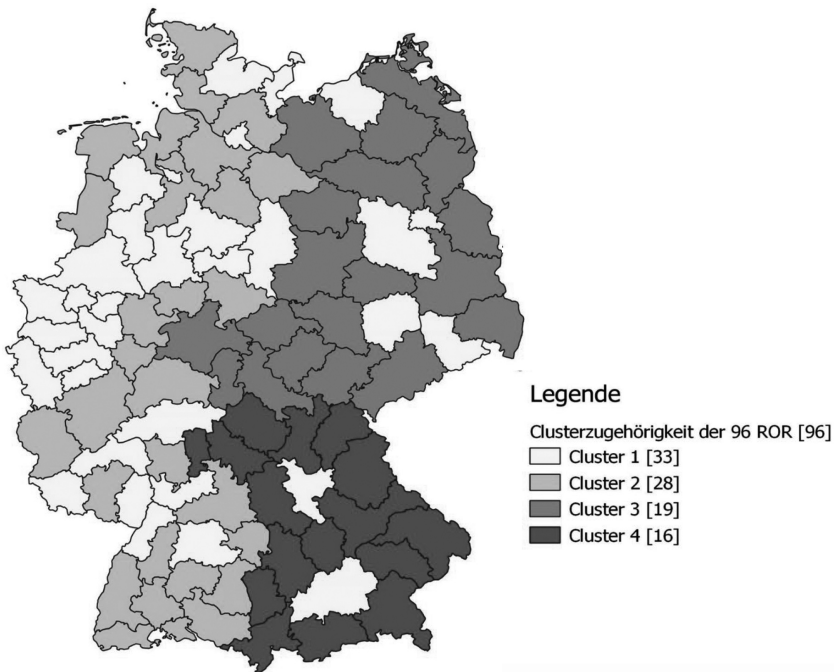 Legende
Clusterzugehörigkeit der 96 ROR [96]
Cluster 1 [33]
Cluster 2 [28]
Cluster 3 [19]
Cluster 4 [16]